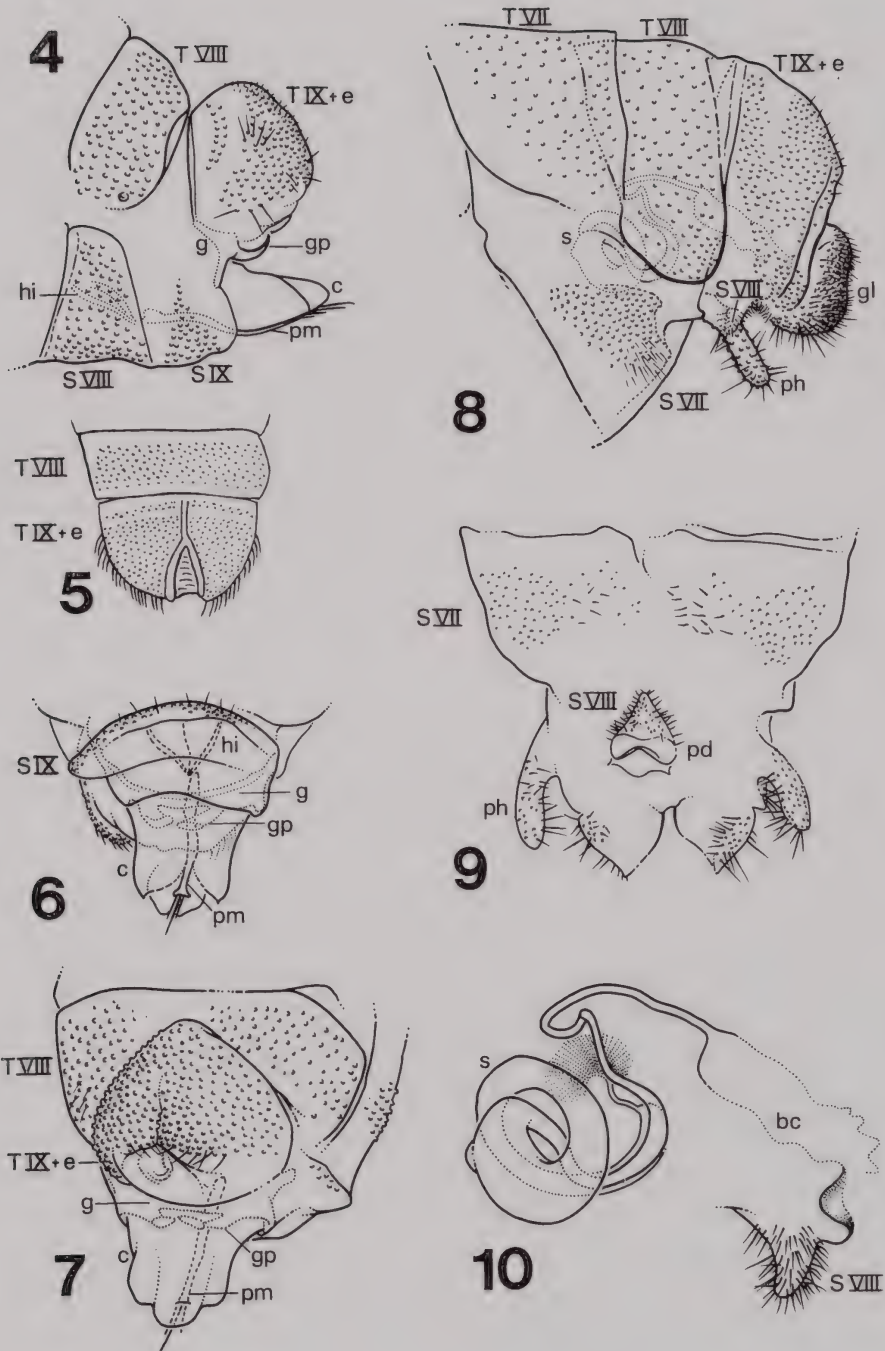 4
T VIII
T IX + e
g
gp
hi
c
pm
S VIII
S IX
5
T VIII
T IX + e
6
S IX
hi
g
gp
c
pm
7
T VIII
T IX + e
g
c
gp
pm
8
T VII
T VIII
T IX + e
s
S VIII
gl
S VII
ph
9
S VII
S VIII
pd
ph
10
s
bc
S VIII